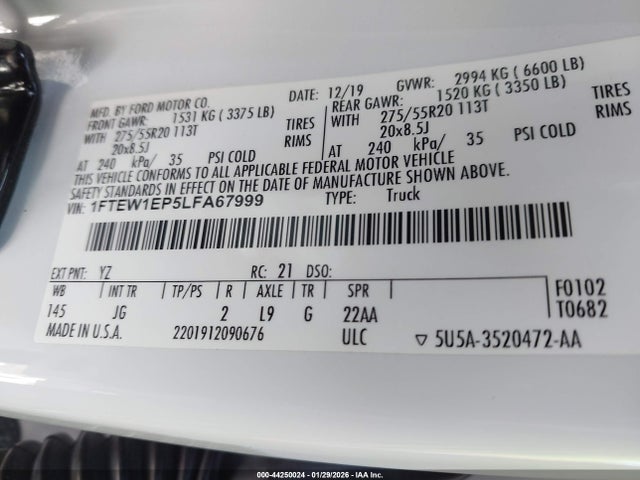 MFD. BY FORD MOTOR CO.
DATE: 12/19
GVWR: 2994 KG ( 6600 LB)
FRONT GAWR: 1531 KG ( 3375 LB)
REAR GAWR: 1520 KG ( 3350 LB)
WITH 275/55R20 113T TIRES
WITH 275/55R20 113T TIRES
20x8.5J RIMS
20x8.5J RIMS
AT 240 kPa/ 35 PSI COLD
AT 240 kPa/ 35 PSI COLD
THIS VEHICLE CONFORMS TO ALL APPLICABLE FEDERAL MOTOR VEHICLE
SAFETY STANDARDS IN EFFECT ON THE DATE OF MANUFACTURE SHOWN ABOVE.
VIN: 1FTEW1EP5LFA67999
TYPE: Truck
EXT PNT: YZ RC: 21 DSO:
WB INT TR TP/PS R AXLE TR SPR F0102
145 JG 2 L9 G 22AA T0682
MADE IN U.S.A. 2201912090676 ULC ▽ 5U5A-3520472-AA
000-44250024 | 01/29/2026 - IAA Inc.